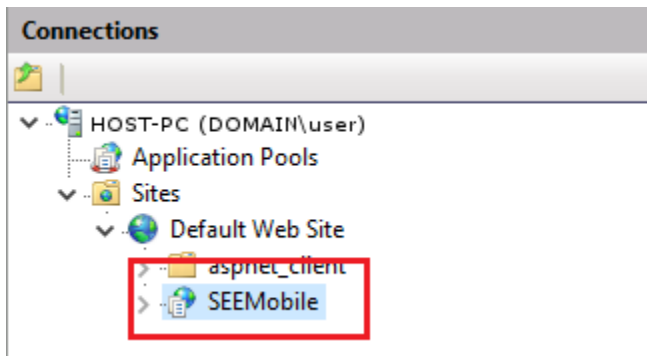 Connections
HOST-PC (DOMAIN\user)
Application Pools
Sites
Default Web Site
aspnet_client
SEEMobile